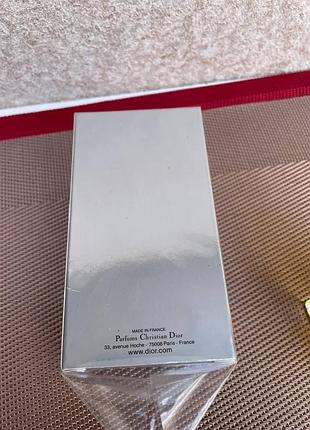 MADE IN FRANCE
Parfums Christian Dior
33, avenue Hoche - 75008 Paris - France
www.dior.com